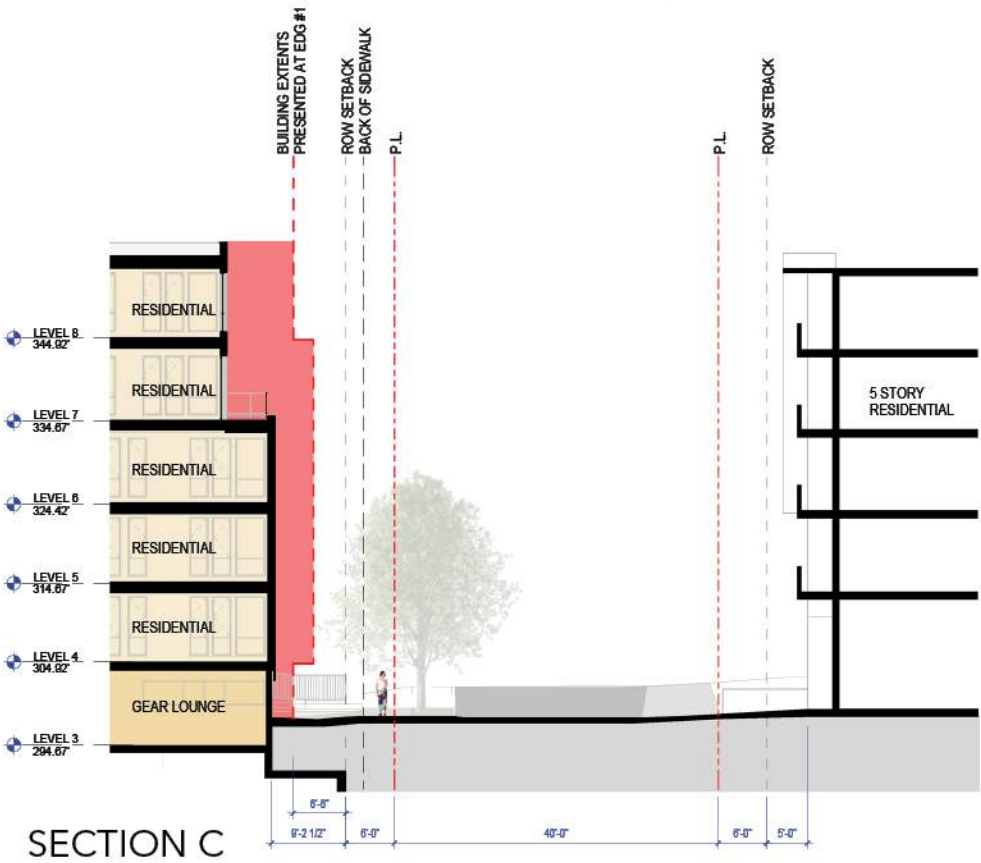 BUILDING EXTENTS
PRESENTED AT EDG #1
ROW SETBACK
BACK OF SIDEWALK
P.L.
P.L.
ROW SETBACK
RESIDENTIAL
LEVEL 8
344.92'
RESIDENTIAL
LEVEL 7
334.67'
5 STORY
RESIDENTIAL
RESIDENTIAL
LEVEL 6
324.42'
RESIDENTIAL
LEVEL 5
314.67'
RESIDENTIAL
LEVEL 4
304.92'
GEAR LOUNGE
LEVEL 3
294.67'
6'-6"
9'-2 1/2"
6'-0"
40'-0"
6'-0"
5'-0"
SECTION C